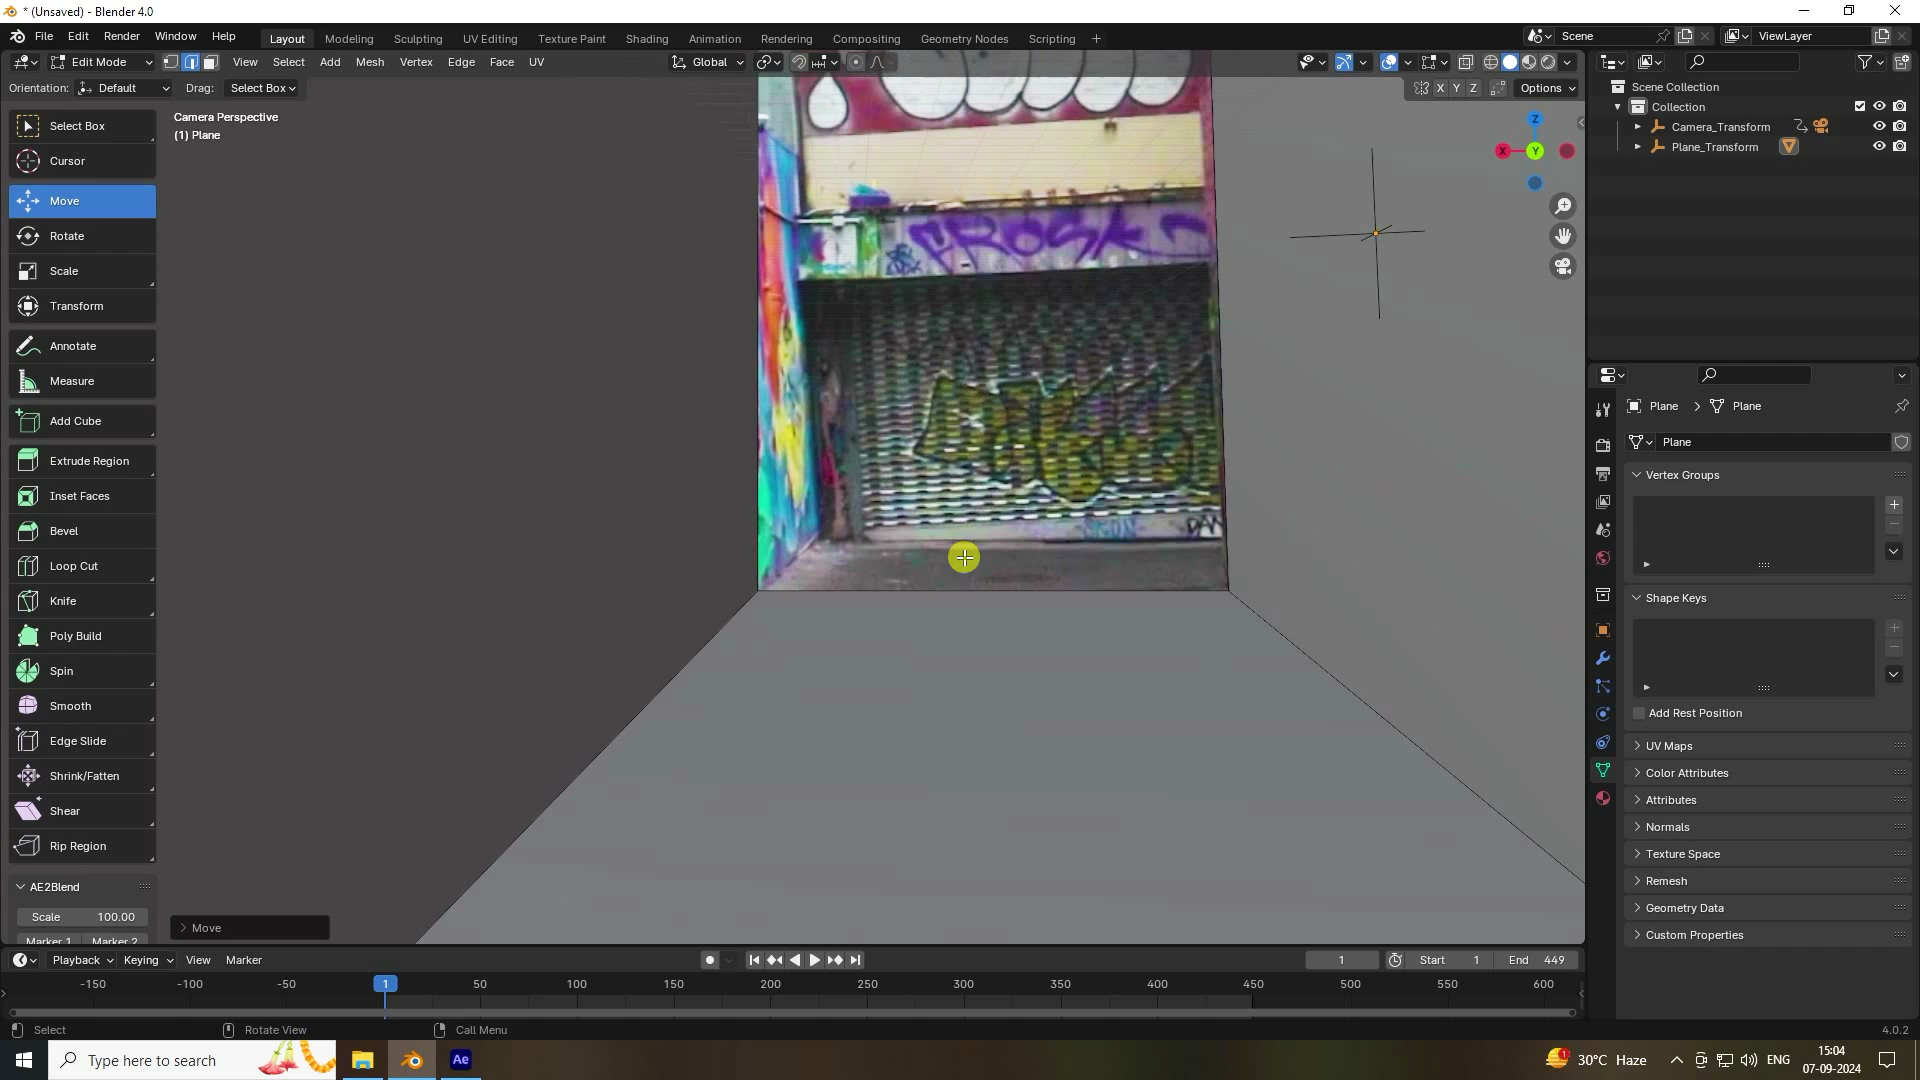 * (Unsaved) - Blender 4.0
File Edit Render Window Help
Layout Modeling Sculpting UV Editing Texture Paint Shading Animation Rendering Compositing Geometry Nodes Scripting +
Scene
ViewLayer
Edit Mode View Select Add Mesh Vertex Edge Face UV
Global
Orientation: Default Drag: Select Box
X Y Z Options
Camera Perspective
(1) Plane
Select Box
Cursor
Move
Rotate
Scale
Transform
Annotate
Measure
Add Cube
Extrude Region
Inset Faces
Bevel
Loop Cut
Knife
Poly Build
Spin
Smooth
Edge Slide
Shrink/Fatten
Shear
Rip Region
AE2Blend
Scale 100.00
Marker 1 Marker 2
Move
Z
X Y
Scene Collection
Collection
Camera_Transform
Plane_Transform
Plane > Plane
Plane
Vertex Groups
Shape Keys
Add Rest Position
UV Maps
Color Attributes
Attributes
Normals
Texture Space
Remesh
Geometry Data
Custom Properties
Playback Keying View Marker
1 Start 1 End 449
-150 -100 -50 1 50 100 150 200 250 300 350 400 450 500 550 600
Select Rotate View Call Menu 4.0.2
Type here to search
Ae
30°C Haze
ENG
15:04
07-09-2024